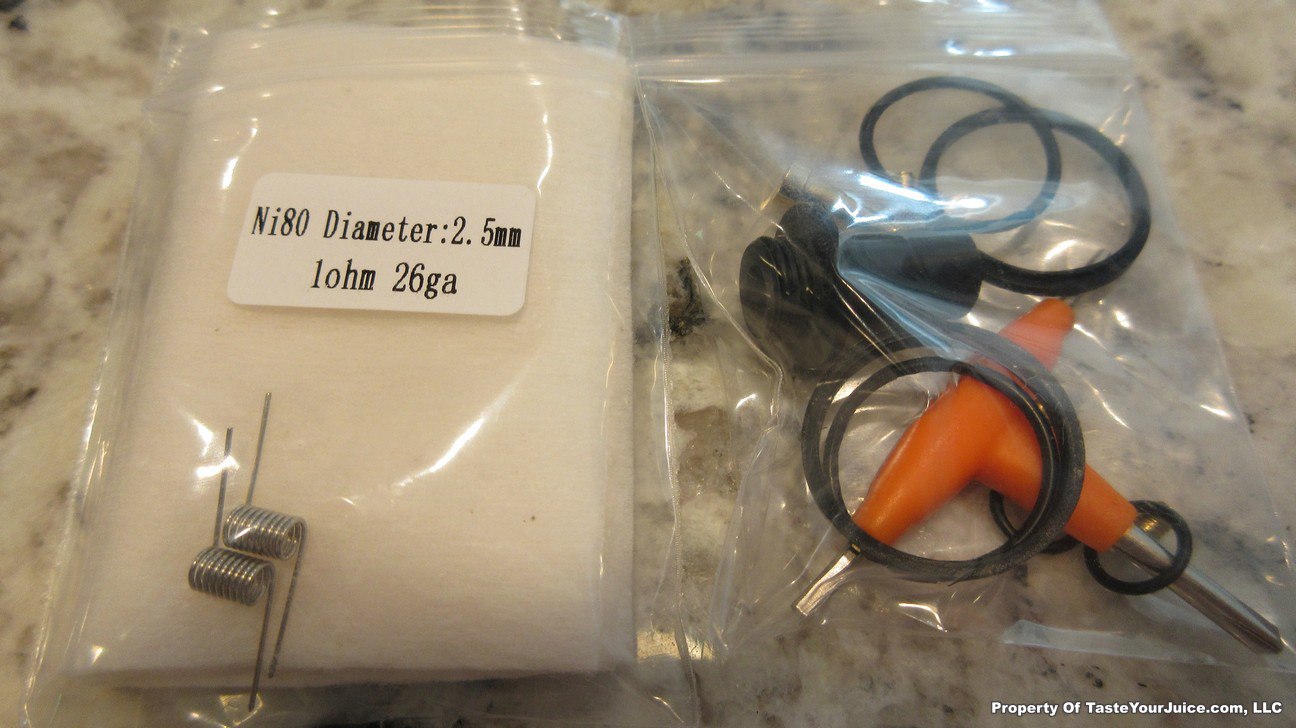 Ni80 Diameter:2.5mm
1ohm 26ga
Property Of TasteYourJuice.com, LLC